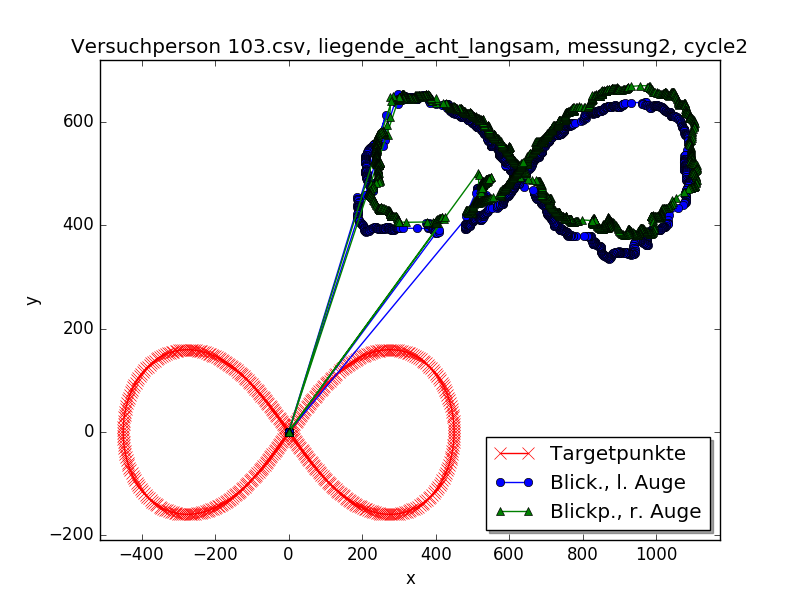 Versuchperson 103.csv, liegende_acht_langsam, messung2, cycle2
y
600
400
200
0
−200
−400
−200
0
200
400
600
800
1000
x
Targetpunkte
Blick., l. Auge
Blickp., r. Auge